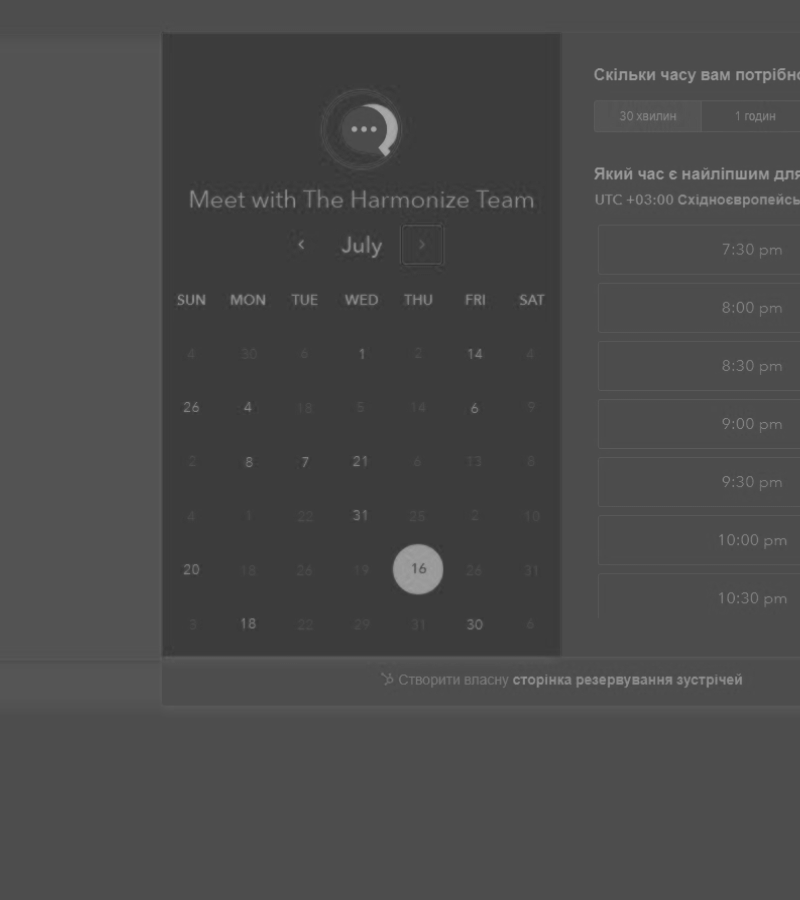 Meet with The Harmonize Team
July
SUN MON TUE WED THU FRI SAT
4 30 6 1 2 14 4
26 4 18 5 14 6 9
2 8 7 21 6 13 8
4 1 22 31 25 2 10
20 18 26 19 16 26 31
3 18 22 29 31 30 6
Скільки часу вам потрібно
30 хвилин 1 годин
Який час є найліпшим для
UTC +03:00 Східноєвропейсь
7:30 pm
8:00 pm
8:30 pm
9:00 pm
9:30 pm
10:00 pm
10:30 pm
Створити власну сторінка резервування зустрічей